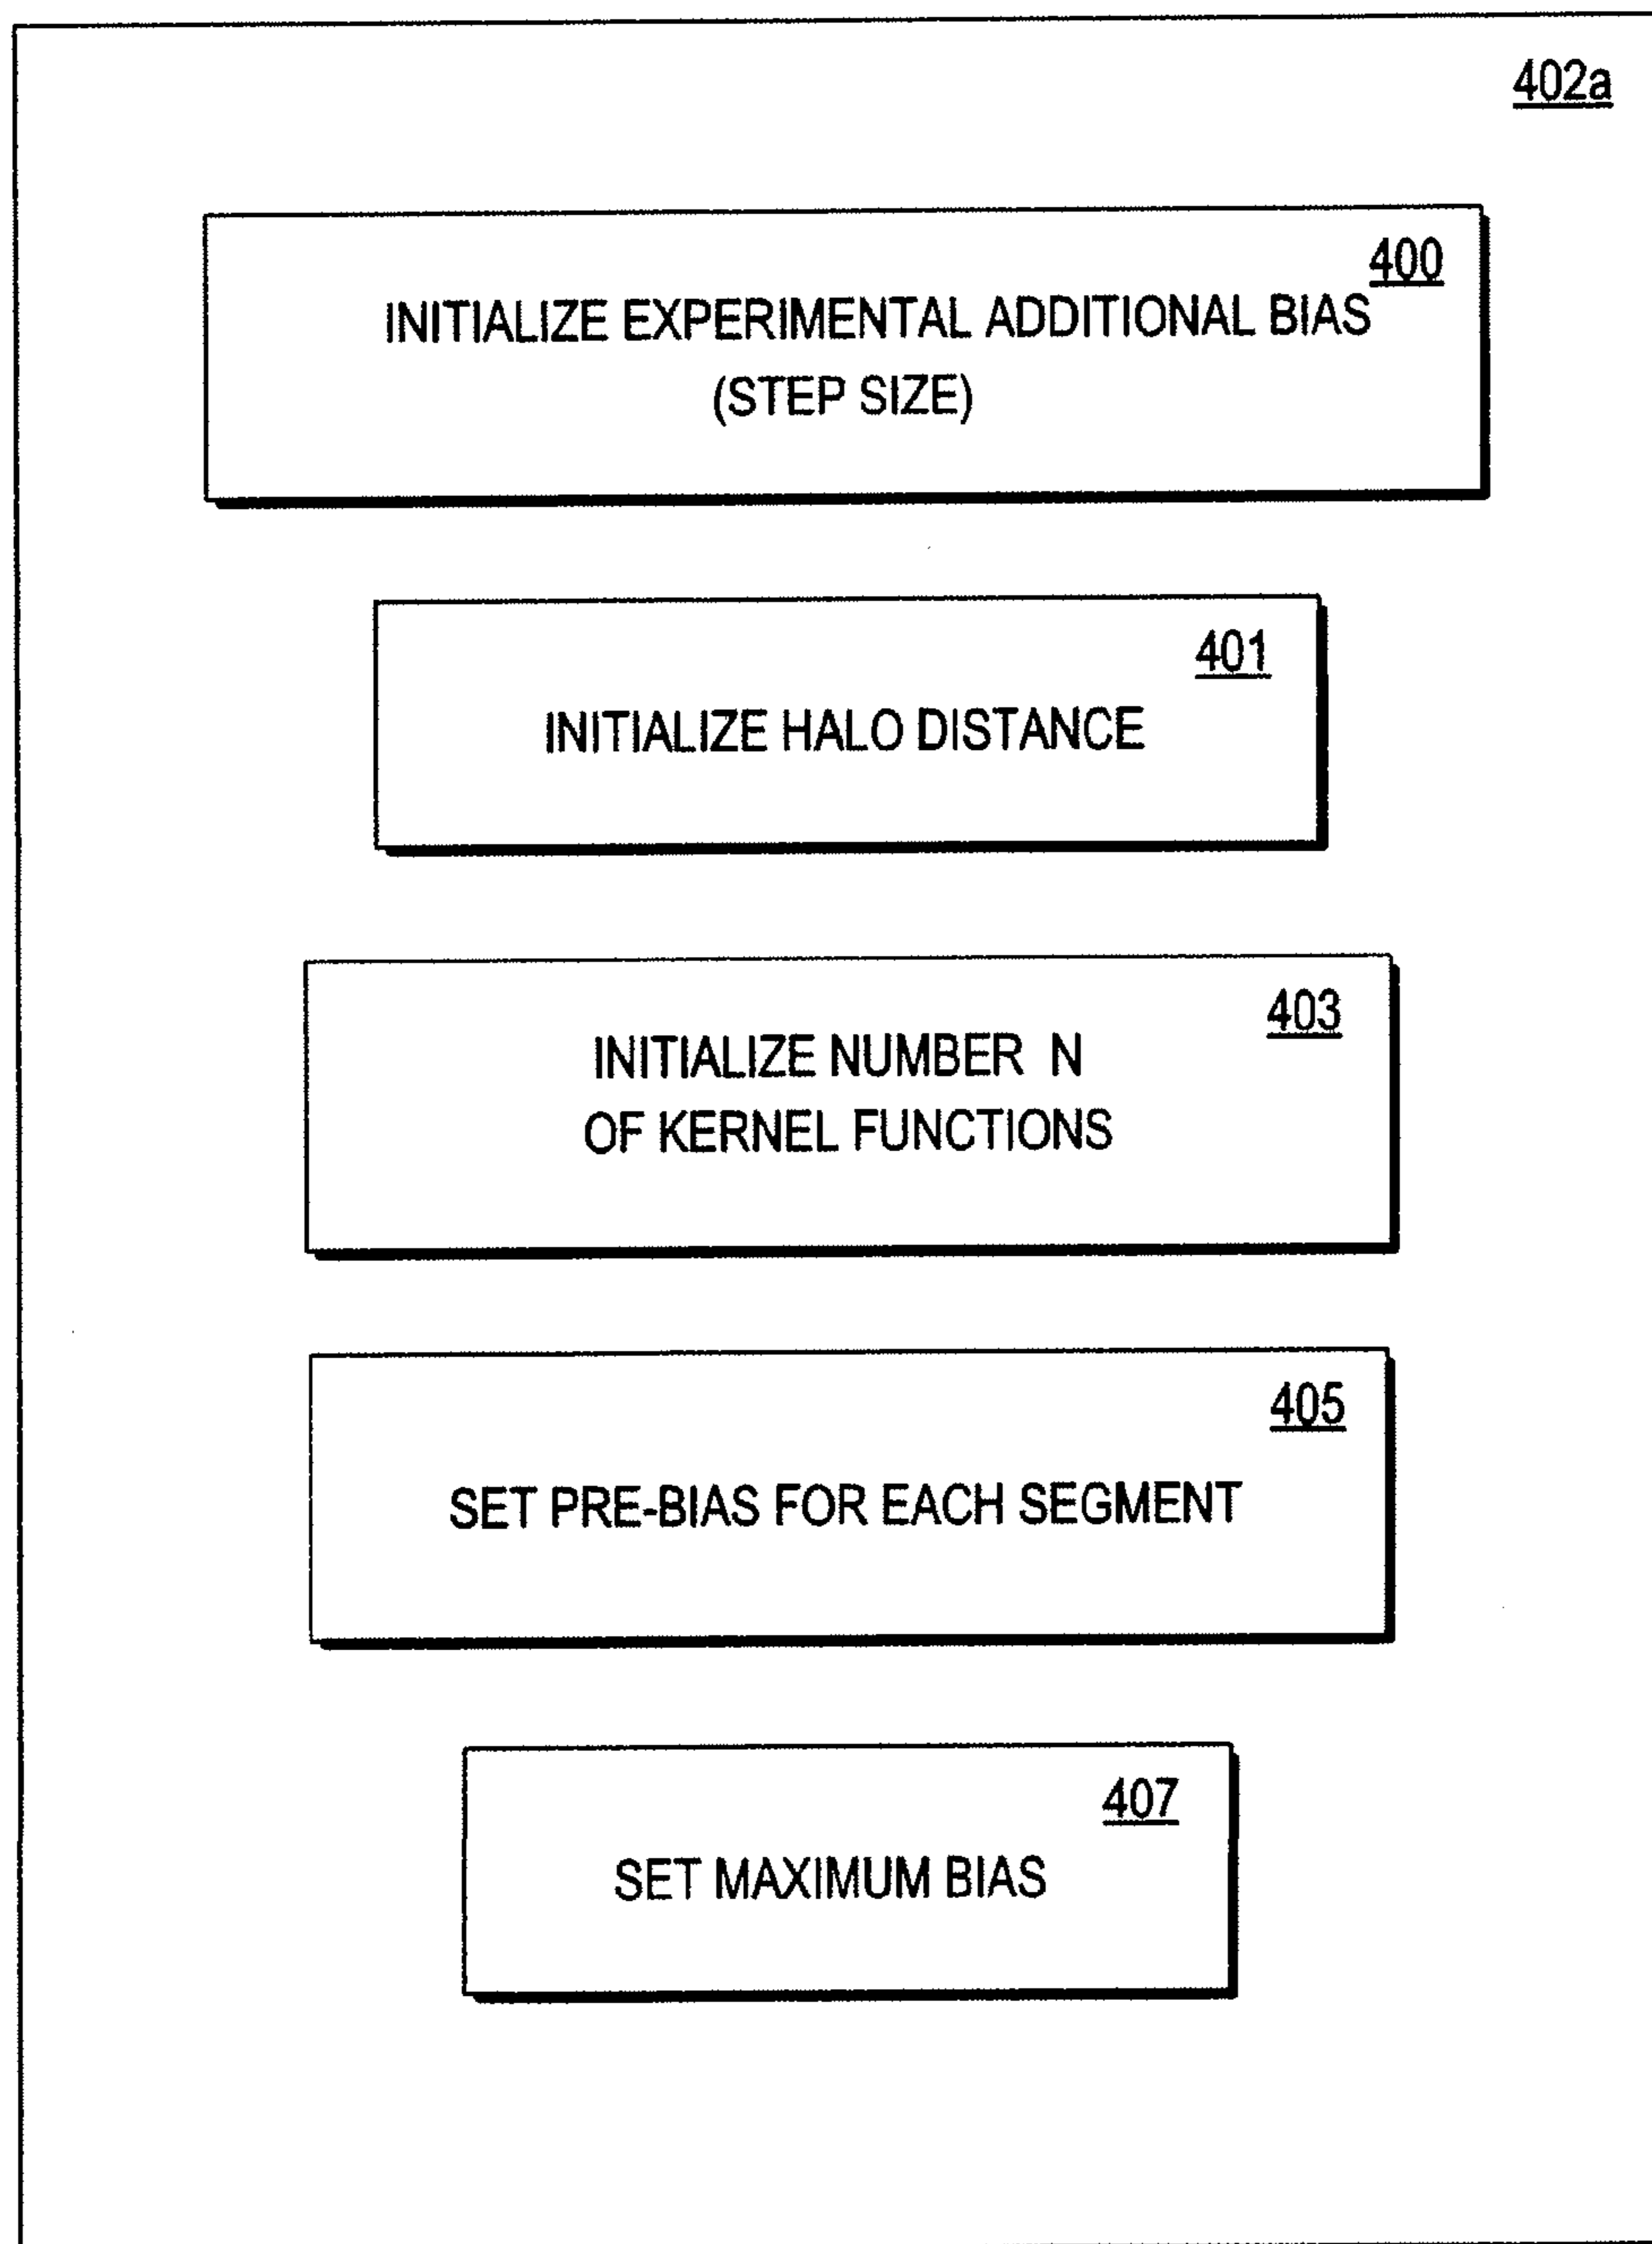 402a
400
INITIALIZE EXPERIMENTAL ADDITIONAL BIAS
(STEP SIZE)
401
INITIALIZE HALO DISTANCE
403
INITIALIZE NUMBER N
OF KERNEL FUNCTIONS
405
SET PRE-BIAS FOR EACH SEGMENT
407
SET MAXIMUM BIAS